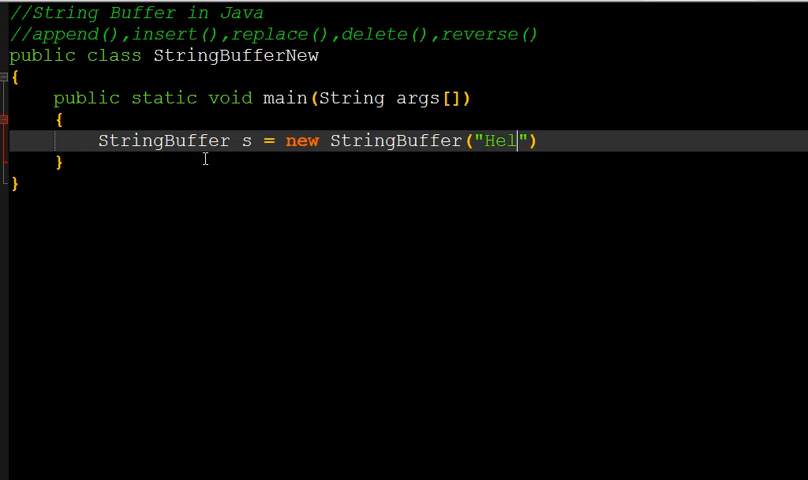 //String Buffer in Java
//append(),insert(),replace(),delete(),reverse()
public class StringBufferNew
{
public static void main(String args[])
{
StringBuffer s = new StringBuffer("Hel")
}
}